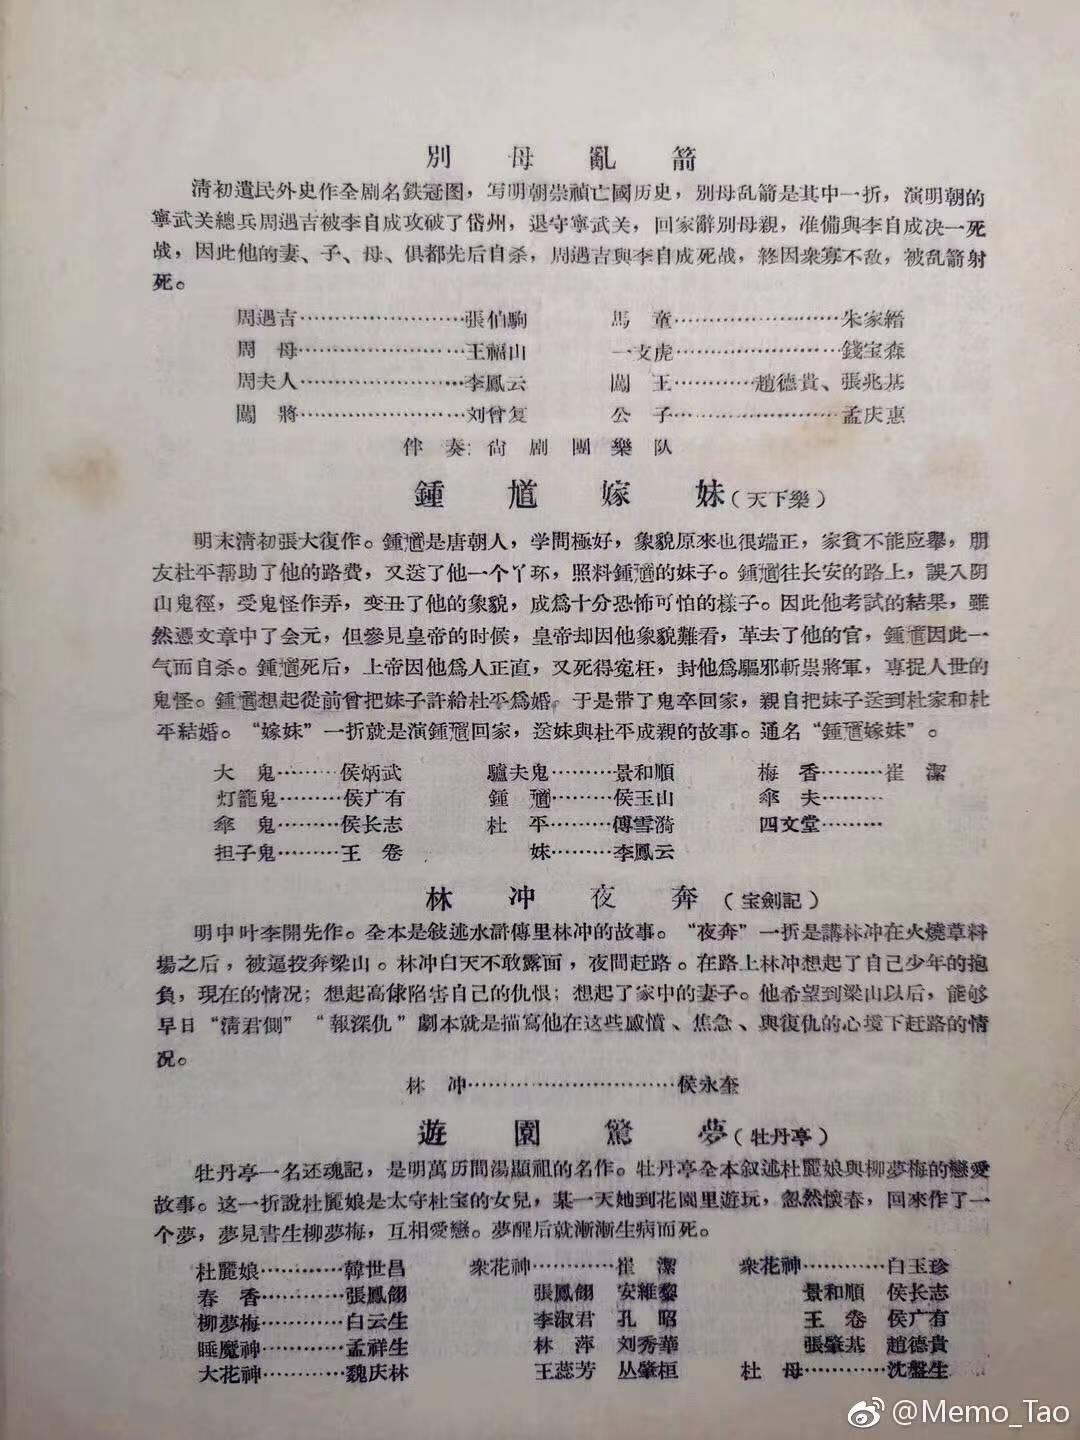 別母亂箭
清初遺民外史作全剧名鉄冠图，写明朝崇禎亡國历史，別母乱箭是其中一折，演明朝的
寧武关總兵周遇吉被李自成攻破了岱州，退守寧武关，回家辭别母親，准備與李自成决一死
战，因此他的妻、子、母、俱都先后自杀，周遇吉與李自成死战，終因衆寡不敌，被乱箭射
死。
周遇吉……………………張伯駒　馬　童……………………朱家縉
周　母……………………王福山　一文虎……………………錢宝森
周夫人……………………李鳳云　闖　王…………趙德貴、張兆基
闖　將……………………刘曾复　公　子……………………孟庆惠
伴奏：尙剧團樂队
鍾馗嫁妹（天下樂）
明末清初張大復作。鍾馗是唐朝人，学問極好，象貌原來也很端正，家貧不能应舉，朋
友杜平帮助了他的路費，又送了他一个丫环，照料鍾馗的妹子。鍾馗往长安的路上，誤入阴
山鬼徑，受鬼怪作弄，变丑了他的象貌，成爲十分恐怖可怕的樣子。因此他考試的結果，雖
然憑文章中了会元，但參見皇帝的时候，皇帝却因他象貌難看，革去了他的官，鍾馗因此一
气而自杀。鍾馗死后，上帝因他爲人正直，又死得寃枉，封他爲驅邪斬祟將軍，專捉人世的
鬼怪。鍾馗想起從前曾把妹子許給杜平爲婚，于是带了鬼卒回家，親自把妹子送到杜家和杜
平結婚。“嫁妹”一折就是演鍾馗回家，送妹與杜平成親的故事。通名“鍾馗嫁妹”。
大　鬼………侯炳武　驢夫鬼………景和順　梅　香………崔　潔
灯籠鬼………侯广有　鍾　馗………侯玉山　傘　夫………
傘　鬼………侯长志　杜　平………傅雪漪　四文堂………
担子鬼………王　卷　妹………李鳳云
林冲夜奔（宝劍記）
明中叶李開先作。全本是敍述水滸傳里林冲的故事。“夜奔”一折是講林冲在火燒草料
場之后，被逼投奔梁山。林冲白天不敢露面，夜間赶路。在路上林冲想起了自己少年的抱
負，現在的情况；想起高俅陷害自己的仇恨；想起了家中的妻子。他希望到梁山以后，能够
早日“清君側”“報深仇”劇本就是描寫他在这些感憤、焦急、與復仇的心境下赶路的情
况。
林　冲…………………………侯永奎
遊園驚夢（牡丹亭）
牡丹亭一名还魂記，是明萬历間湯顯祖的名作。牡丹亭全本叙述杜麗娘與柳夢梅的戀愛
故事。这一折說杜麗娘是太守杜宝的女兒，某一天她到花園里遊玩，忽然懷春，回來作了一
个夢，夢見書生柳夢梅，互相愛戀。夢醒后就漸漸生病而死。
杜麗娘…………韓世昌　衆花神…………崔　潔　衆花神…………白玉珍
春　香…………張鳳翎　張鳳翎　安維黎　景和順　侯长志
柳夢梅…………白云生　李淑君　孔　昭　王　卷　侯广有
睡魔神…………孟祥生　林　萍　刘秀華　張肇基　趙德貴
大花神…………魏庆林　王蕊芳　丛肇桓　杜　母…………沈盤生
@Memo_Tao